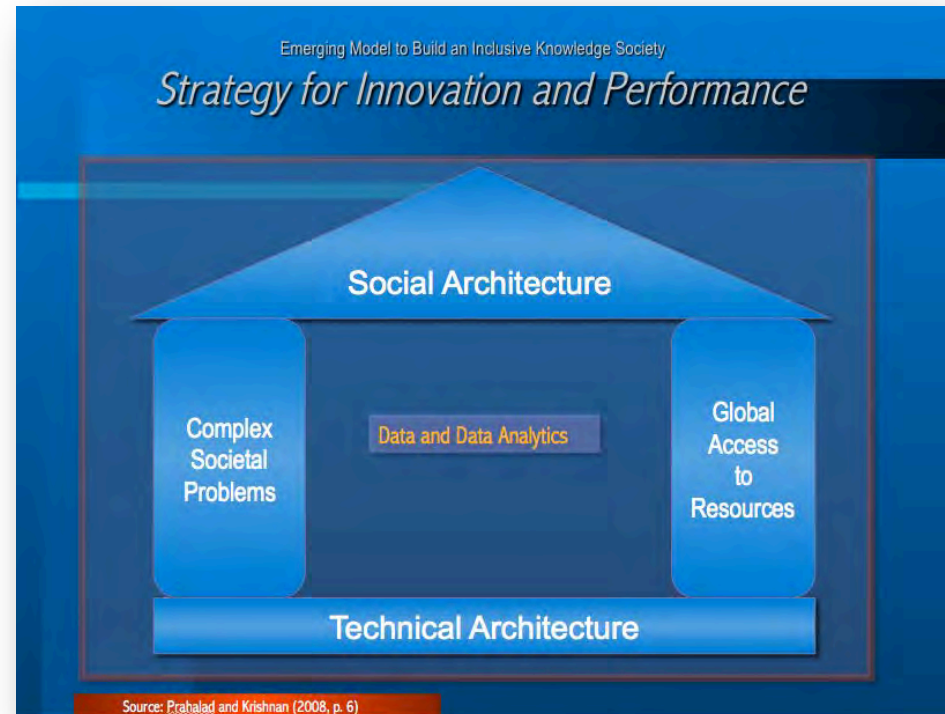 Emerging Model to Build an Inclusive Knowledge Society
Strategy for Innovation and Performance
Social Architecture
Complex
Societal
Problems
Data and Data Analytics
Global
Access
to
Resources
Technical Architecture
Source: Prahalad and Krishnan (2008, p. 6)